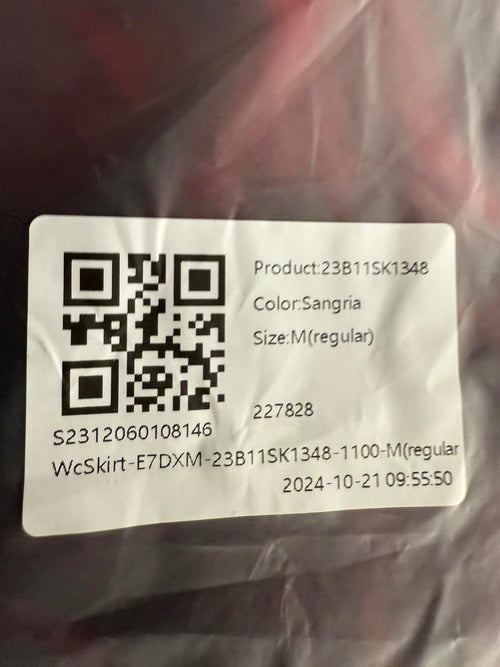 Product:23B11SK1348
Color:Sangria
Size:M(regular)
227828
S2312060108146
WcSkirt-E7DXM-23B11SK1348-1100-M(regular
2024-10-21 09:55:50